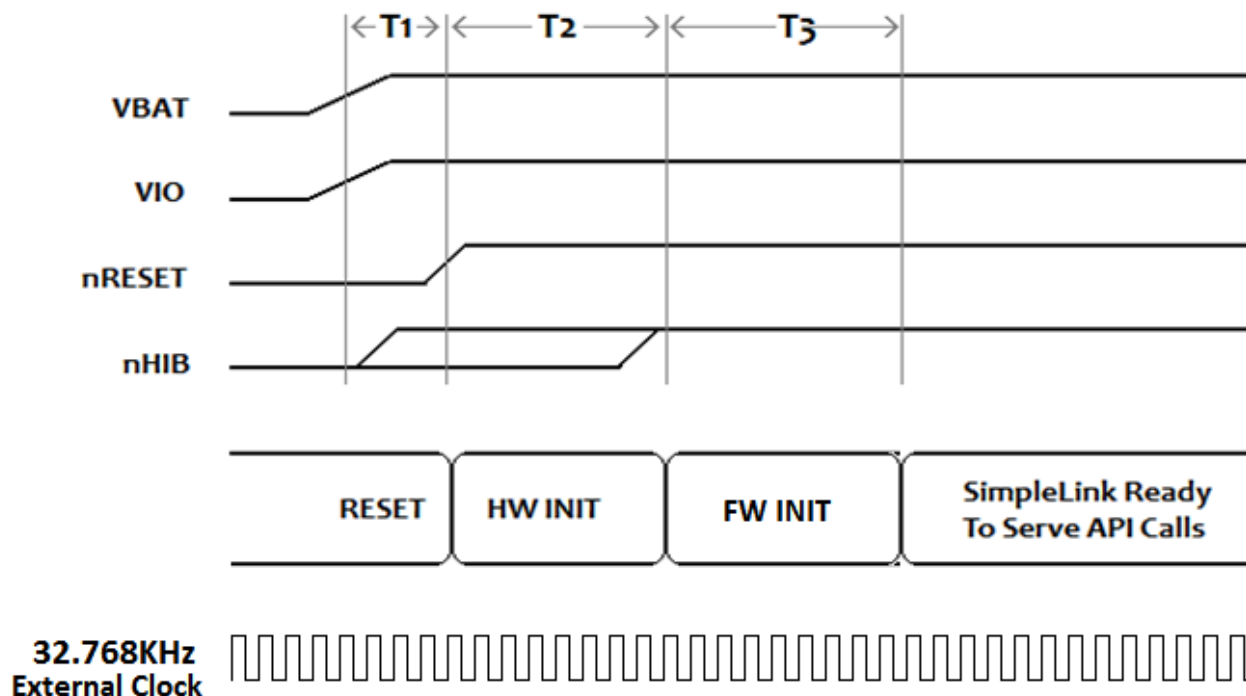 T1
T2
T3
VBAT
VIO
nRESET
nHIB
RESET
HW INIT
FW INIT
SimpleLink Ready
To Serve API Calls
32.768KHz
External Clock